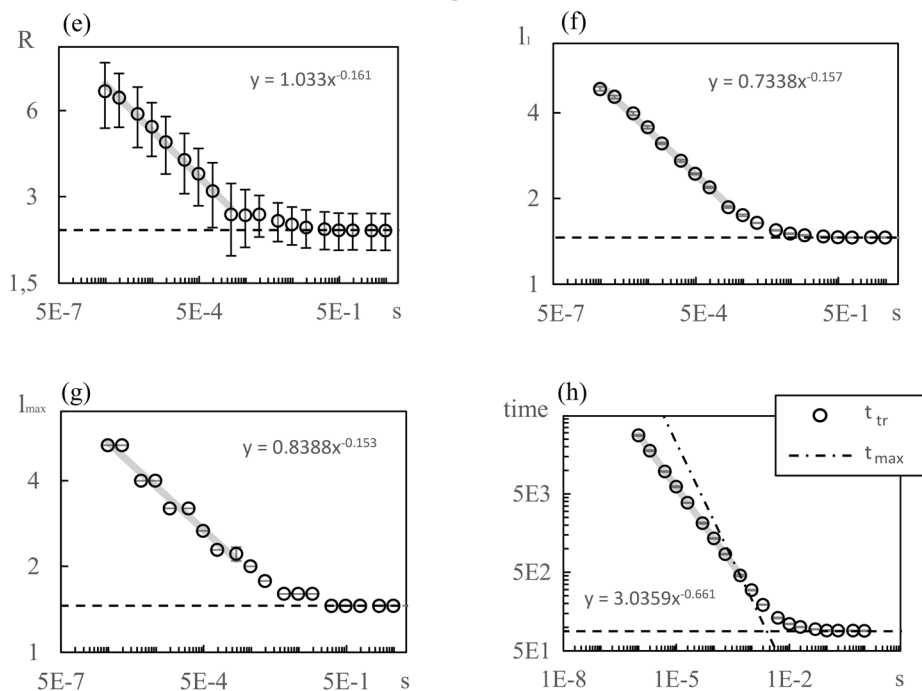 (e)
R
y = 1.033x^-0.161
6
3
1,5
5E-7 5E-4 5E-1 s
(f)
l₁
y = 0.7338x^-0.157
4
2
1
5E-7 5E-4 5E-1 s
(g)
lmax
y = 0.8388x^-0.153
4
2
1
5E-7 5E-4 5E-1 s
(h)
time
t tr
t max
5E3
5E2
y = 3.0359x^-0.661
5E1
1E-8 1E-5 1E-2 s